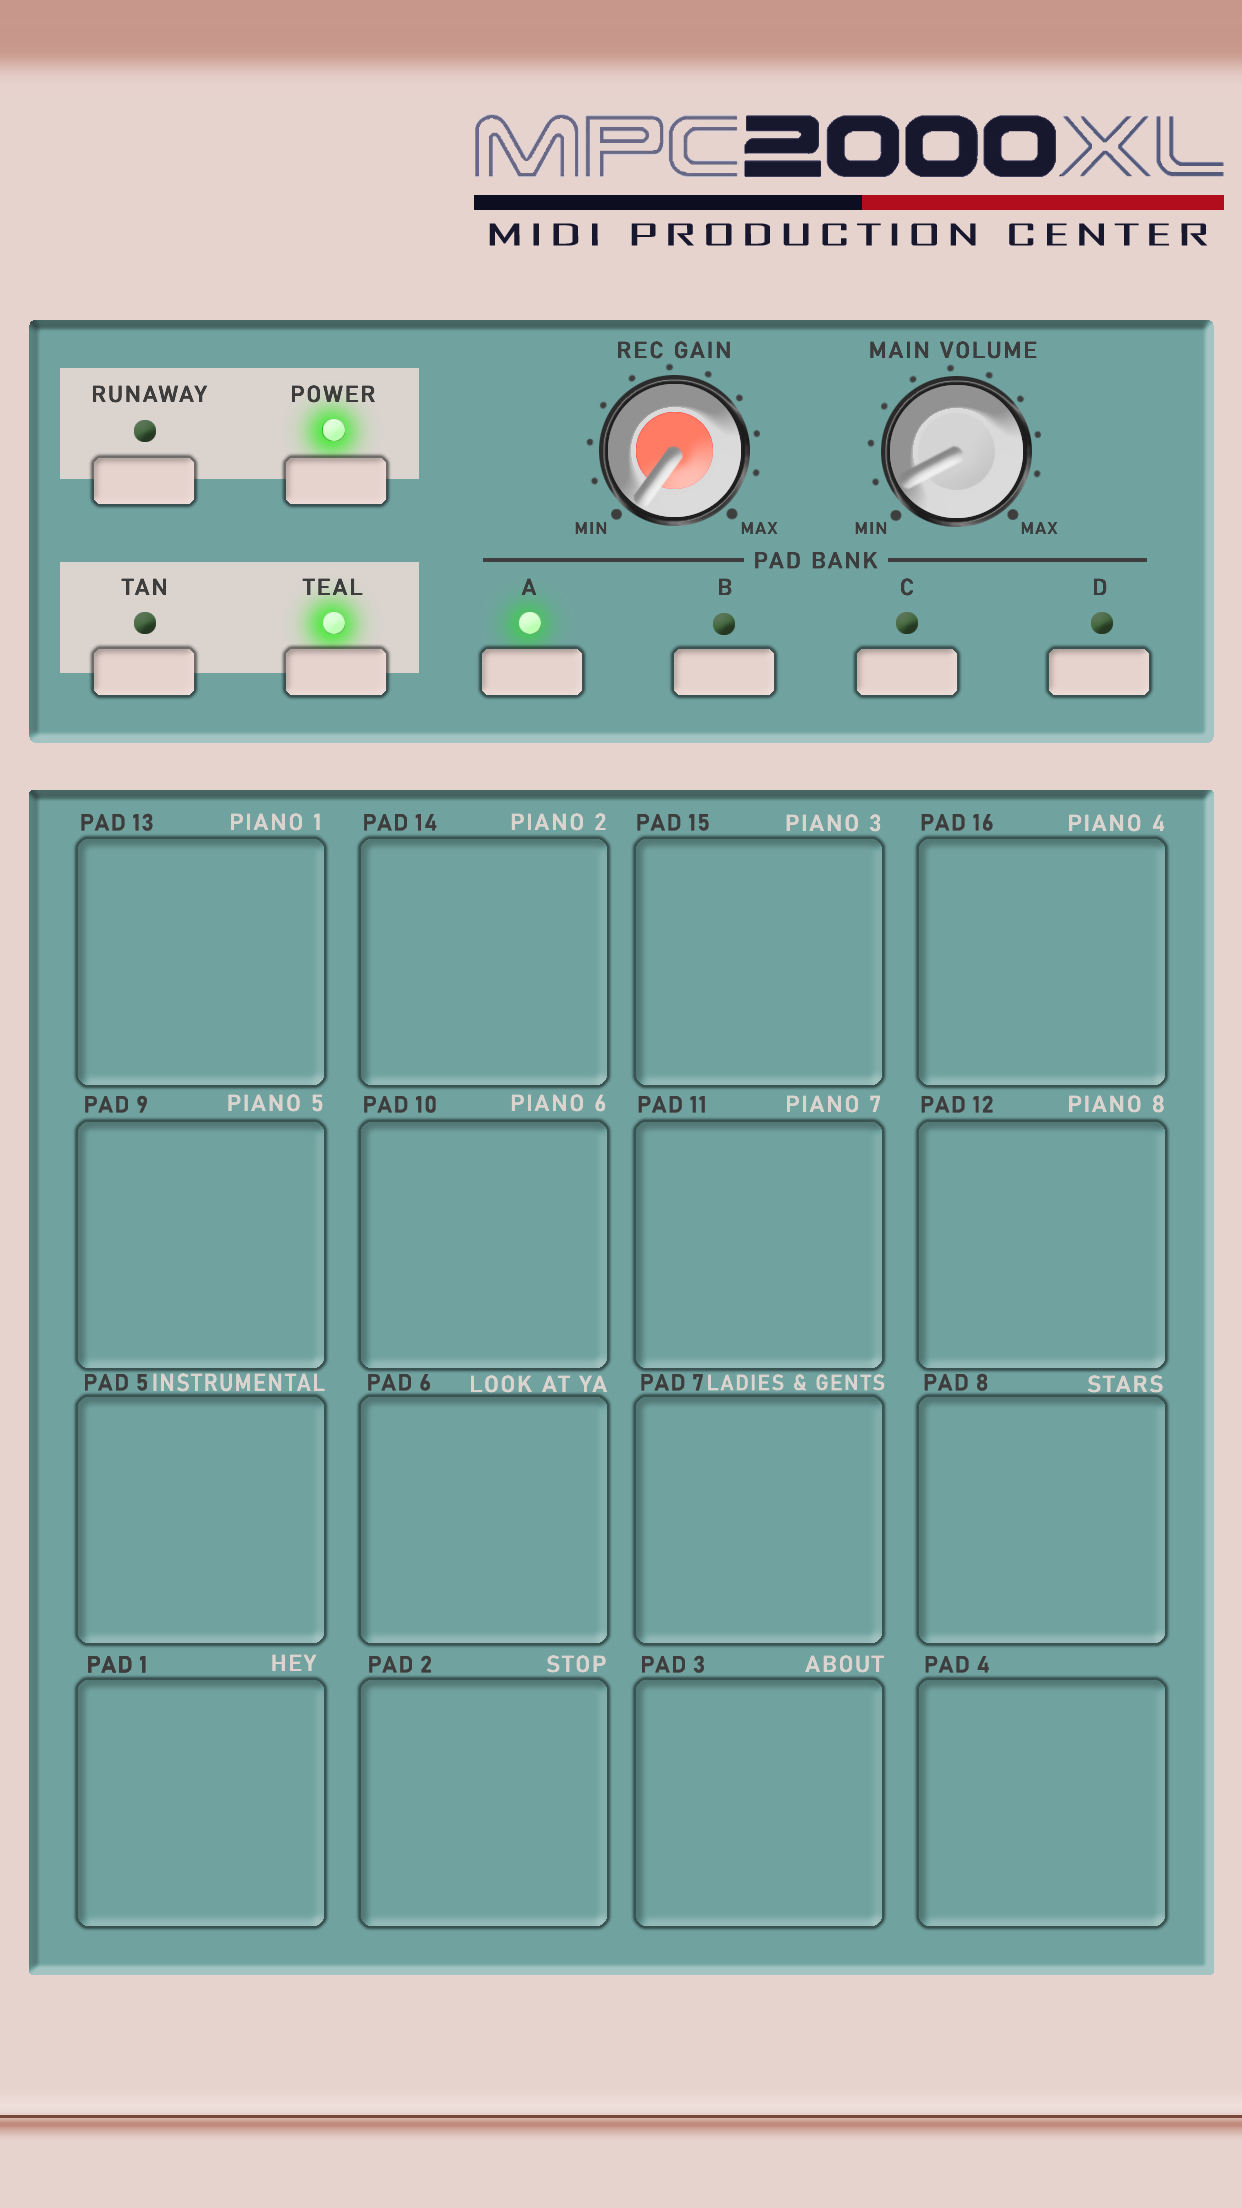 MPC2000XL
MIDI PRODUCTION CENTER
REC GAIN MAIN VOLUME
RUNAWAY POWER
MIN MAX MIN MAX
PAD BANK
TAN TEAL A B C D
PAD 13 PIANO 1 PAD 14 PIANO 2 PAD 15 PIANO 3 PAD 16 PIANO 4
PAD 9 PIANO 5 PAD 10 PIANO 6 PAD 11 PIANO 7 PAD 12 PIANO 8
PAD 5 INSTRUMENTAL PAD 6 LOOK AT YA PAD 7 LADIES & GENTS PAD 8 STARS
PAD 1 HEY PAD 2 STOP PAD 3 ABOUT PAD 4